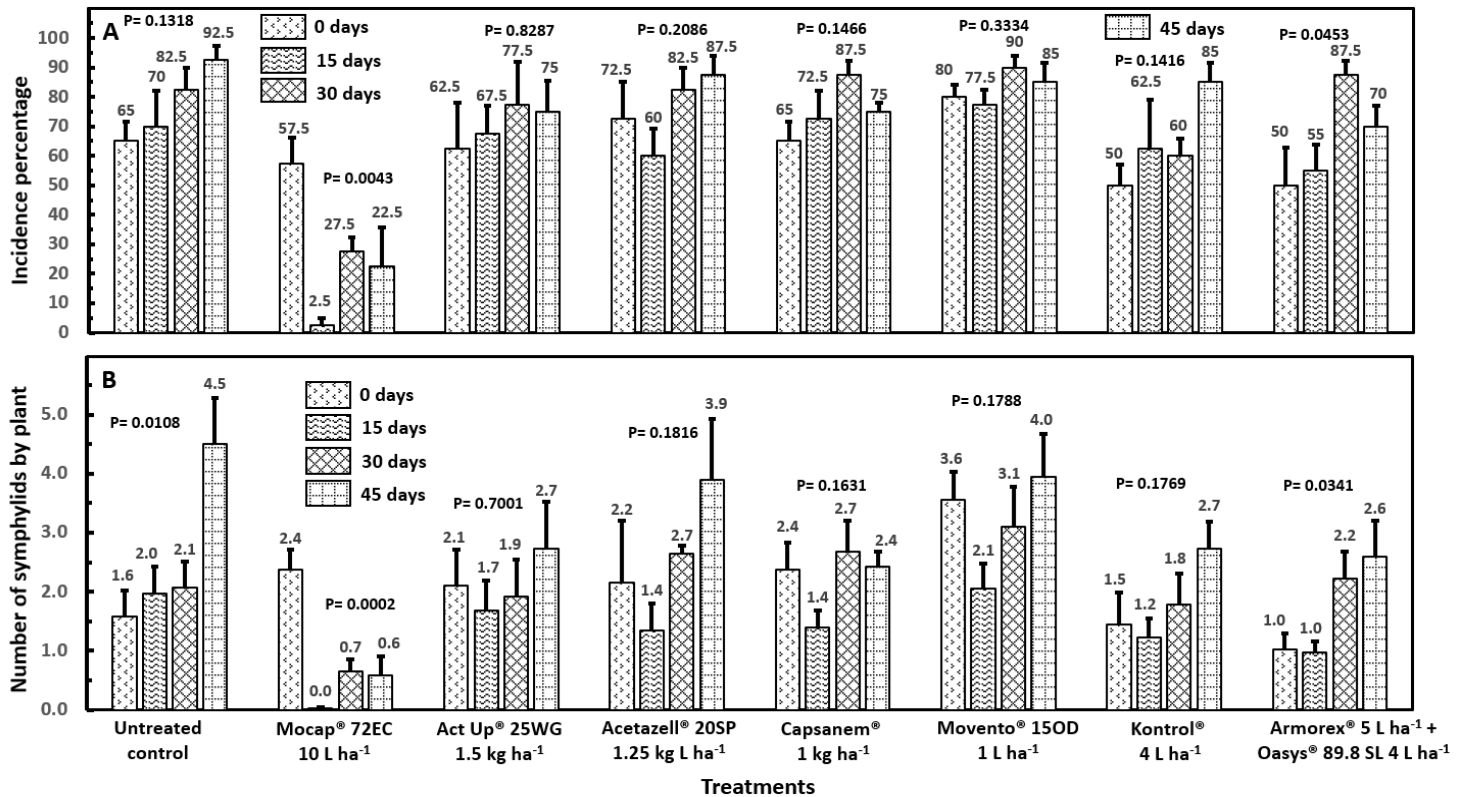 A
Incidence percentage
100
90
80
70
60
50
40
30
20
10
0
0 days
15 days
30 days
45 days
P= 0.1318
65
70
82.5
92.5
P= 0.0043
57.5
2.5
27.5
22.5
P= 0.8287
62.5
67.5
77.5
75
P= 0.2086
72.5
60
82.5
87.5
P= 0.1466
65
72.5
87.5
75
P= 0.3334
80
77.5
90
85
P= 0.1416
50
62.5
60
85
P= 0.0453
50
55
87.5
70
B
Number of symphylids by plant
5.0
4.0
3.0
2.0
1.0
0.0
0 days
15 days
30 days
45 days
P= 0.0108
1.6
2.0
2.1
4.5
P= 0.0002
2.4
0.0
0.7
0.6
P= 0.7001
2.1
1.7
1.9
2.7
P= 0.1816
2.2
1.4
2.7
3.9
P= 0.1631
2.4
1.4
2.7
2.4
P= 0.1788
3.6
2.1
3.1
4.0
P= 0.1769
1.5
1.2
1.8
2.7
P= 0.0341
1.0
1.0
2.2
2.6
Untreated
control
Mocap® 72EC
10 L ha⁻¹
Act Up® 25WG
1.5 kg ha⁻¹
Acetazell® 20SP
1.25 kg L ha⁻¹
Capsanem®
1 kg ha⁻¹
Movento® 15OD
1 L ha⁻¹
Kontrol®
4 L ha⁻¹
Armorex® 5 L ha⁻¹ +
Oasys® 89.8 SL 4 L ha⁻¹
Treatments